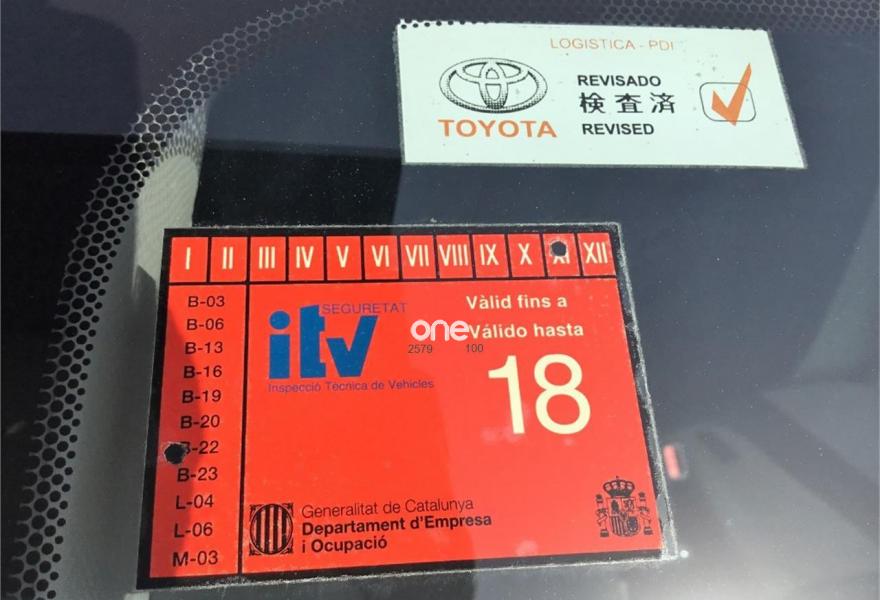 LOGISTICA - PDI
TOYOTA
REVISADO
検査済
REVISED
I II III IV V VI VII VIII IX X XI XII
B-03
B-06
B-13
B-16
B-19
B-20
B-22
B-23
L-04
L-06
M-03
SEGURETAT
itv
Inspecció Tècnica de Vehicles
one
2579 100
Vàlid fins a
Válido hasta
18
Generalitat de Catalunya
Departament d'Empresa
i Ocupació